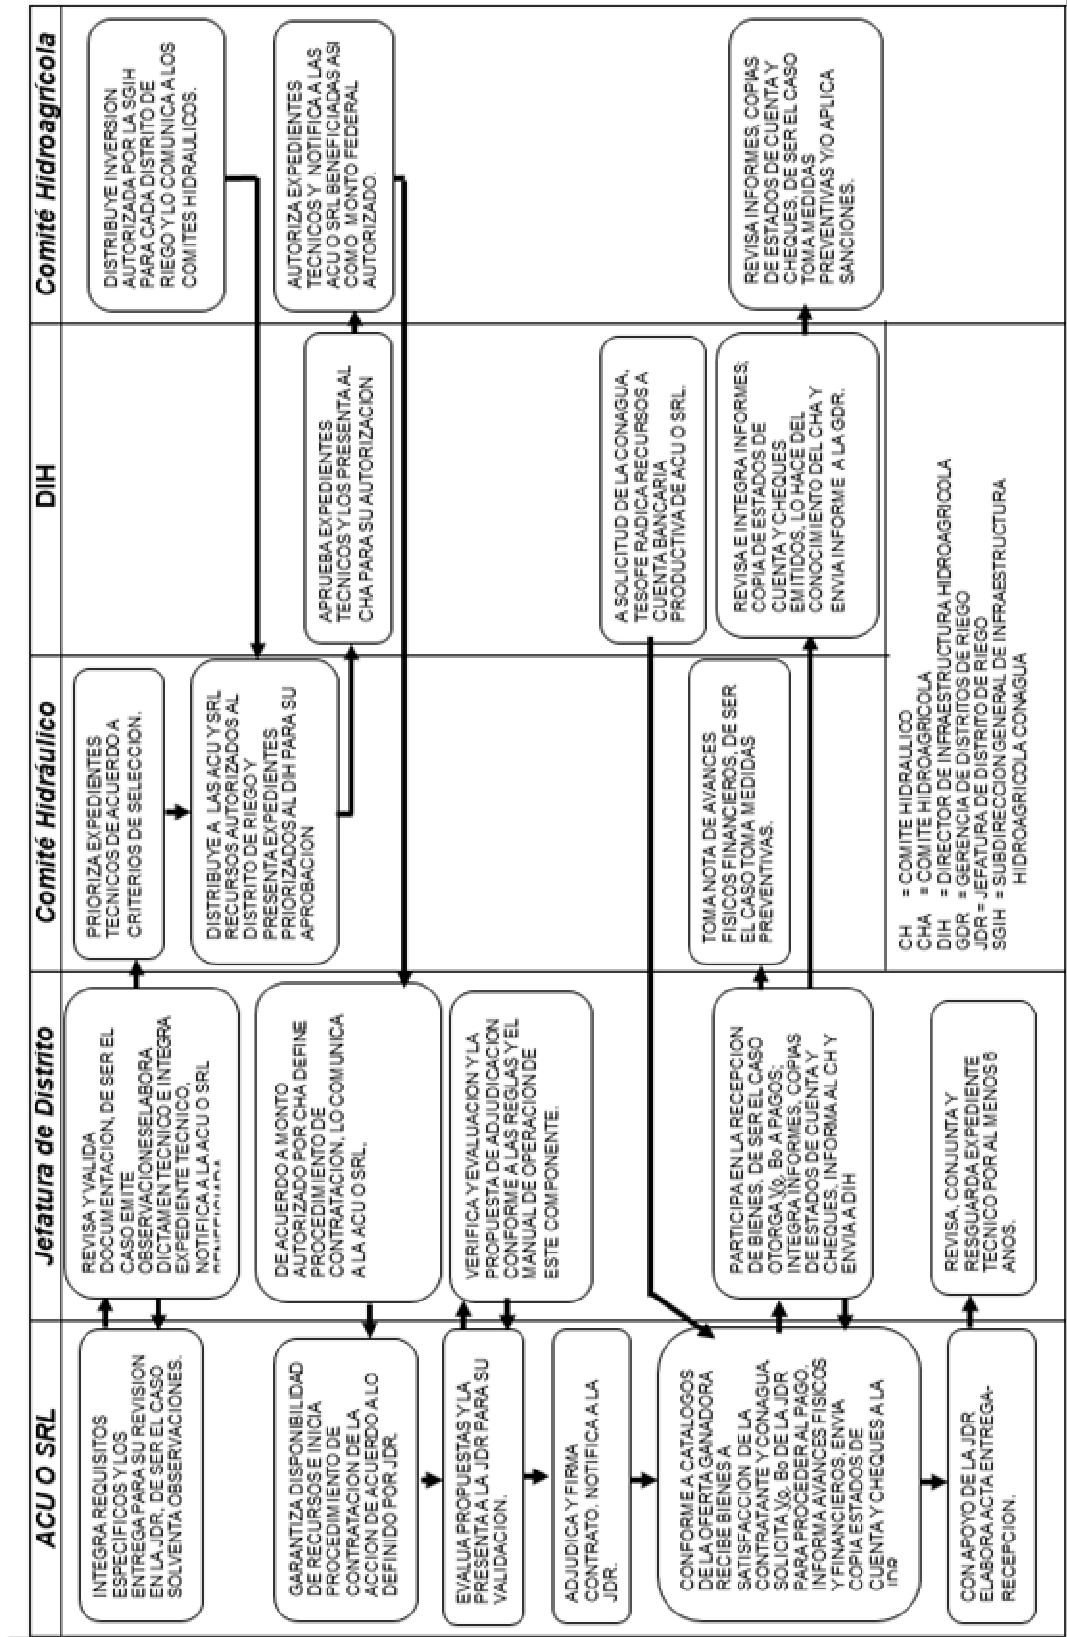 ACU O SRL
Jefatura de Distrito
Comité Hidráulico
DIH
Comité Hidroagrícola
INTEGRA REQUISITOS
ESPECIFICOS Y LOS
ENTREGA PARA SU REVISION
EN LA JDR, DE SER EL CASO
SOLVENTA OBSERVACIONES.
REVISA Y VALIDA
DOCUMENTACION, DE SER EL
CASO EMITE
OBSERVACIONESELABORA
DICTAMEN TECNICO E INTEGRA
EXPEDIENTE TECNICO,
NOTIFICA A LA ACU O SRL
PRIORIZA EXPEDIENTES
TECNICOS DE ACUERDO A
CRITERIOS DE SELECCION.
DISTRIBUYE A LAS ACU Y SRL
RECURSOS AUTORIZADOS AL
DISTRITO DE RIEGO Y
PRESENTA EXPEDIENTES
PRIORIZADOS AL DIH PARA SU
APROBACION
APRUEBA EXPEDIENTES
TECNICOS Y LOS PRESENTA AL
CHA PARA SU AUTORIZACION
DISTRIBUYE INVERSION
AUTORIZADA POR LA SGIH
PARA CADA DISTRITO DE
RIEGO Y LO COMUNICA A LOS
COMITES HIDRAULICOS.
AUTORIZA EXPEDIENTES
TECNICOS Y NOTIFICA A LAS
ACU O SRL BENEFICIADAS ASI
COMO MONTO FEDERAL
AUTORIZADO.
DE ACUERDO A MONTO
AUTORIZADO POR CHA DEFINE
PROCEDIMIENTO DE
CONTRATACION, LO COMUNICA
A LA ACU O SRL.
GARANTIZA DISPONIBILIDAD
DE RECURSOS E INICIA
PROCEDIMIENTO DE
CONTRATACION DE LA
ACCION DE ACUERDO A LO
DEFINIDO POR JDR
EVALUA PROPUESTAS Y LA
PRESENTA A LA JDR PARA SU
VALIDACION.
VERIFICA Y EVALUACION Y LA
PROPUESTA DE ADJUDICACION
CONFORME A LAS REGLAS Y EL
MANUAL DE OPERACION DE
ESTE COMPONENTE.
ADJUDICA Y FIRMA
CONTRATO, NOTIFICA A LA
JDR.
A SOLICITUD DE LA CONAGUA,
TESOFE RADICA RECURSOS A
CUENTA BANCARIA
PRODUCTIVA DE ACU O SRL.
CONFORME A CATALOGOS
DE LA OFERTA GANADORA
RECIBE BIENES A
SATISFACCION DE LA
CONTRATANTE Y CONAGUA,
SOLICITA Vo. Bo DE LA JDR
PARA PROCEDER AL PAGO,
INFORMA AVANCES FISICOS
Y FINANCIEROS, ENVIA
COPIA ESTADOS DE
CUENTA Y CHEQUES A LA
JDR
PARTICIPA EN LA RECEPCION
DE BIENES, DE SER EL CASO
OTORGA Vo. Bo A PAGOS;
INTEGRA INFORMES, COPIAS
DE ESTADOS DE CUENTA Y
CHEQUES, INFORMA AL CH Y
ENVIA A DIH
TOMA NOTA DE AVANCES
FISICOS FINANCIEROS, DE SER
EL CASO TOMA MEDIDAS
PREVENTIVAS.
REVISA E INTEGRA INFORMES;
COPIA DE ESTADOS DE
CUENTA Y CHEQUES
EMITIDOS, LO HACE DEL
CONOCIMIENTO DEL CHA Y
ENVIA INFORME A LA GDR.
REVISA INFORMES, COPIAS
DE ESTADOS DE CUENTA Y
CHEQUES, DE SER EL CASO
TOMA MEDIDAS
PREVENTIVAS Y/O APLICA
SANCIONES.
CON APOYO DE LA JDR
ELABORA ACTA ENTREGA-
RECEPCION.
REVISA, CONJUNTA Y
RESGUARDA EXPEDIENTE
TECNICO POR AL MENOS 6
ANOS.
CH = COMITE HIDRAULICO
CHA = COMITE HIDROAGRICOLA
DIH = DIRECTOR DE INFRAESTRUCTURA HIDROAGRICOLA
GDR = GERENCIA DE DISTRITOS DE RIEGO
JDR = JEFATURA DE DISTRITO DE RIEGO
SGIH = SUBDIRECCION GENERAL DE INFRAESTRUCTURA
HIDROAGRICOLA CONAGUA